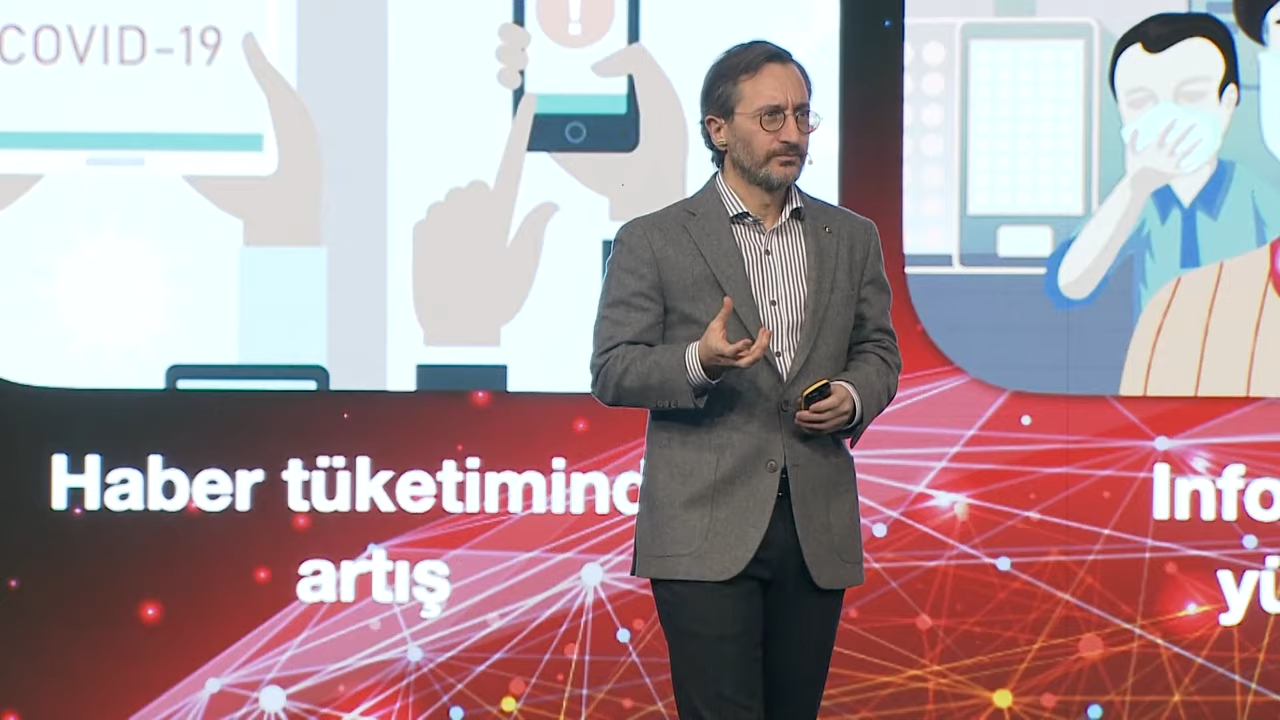 COVID-19
Haber tüketimind
artış
Info
yü